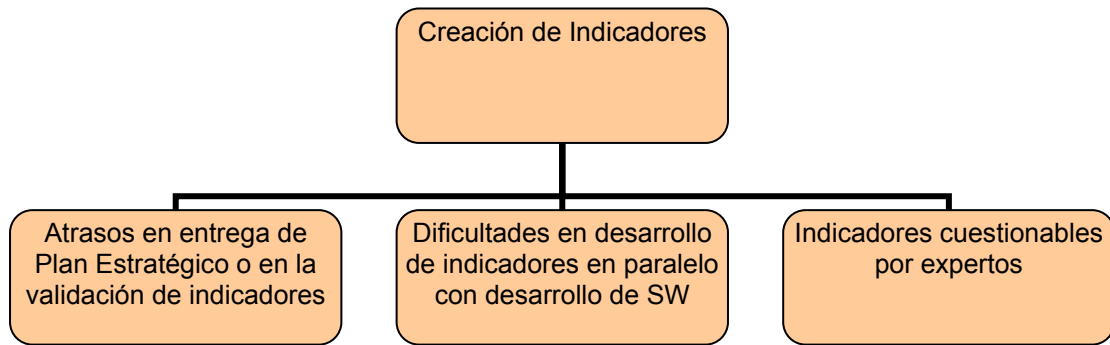 Creación de Indicadores
Atrasos en entrega de
Plan Estratégico o en la
validación de indicadores
Dificultades en desarrollo
de indicadores en paralelo
con desarrollo de SW
Indicadores cuestionables
por expertos